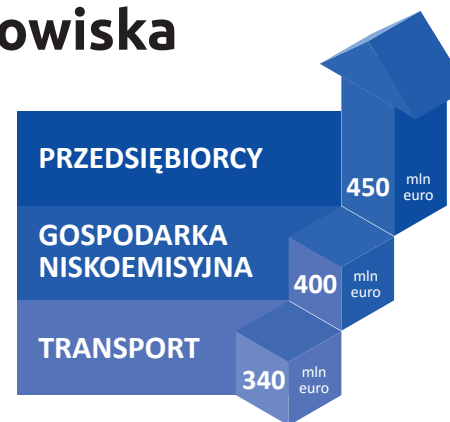 owiska
PRZEDSIĘBIORCY
450 mln
euro
GOSPODARKA
NISKOEMISYJNA
400 mln
euro
TRANSPORT
340 mln
euro